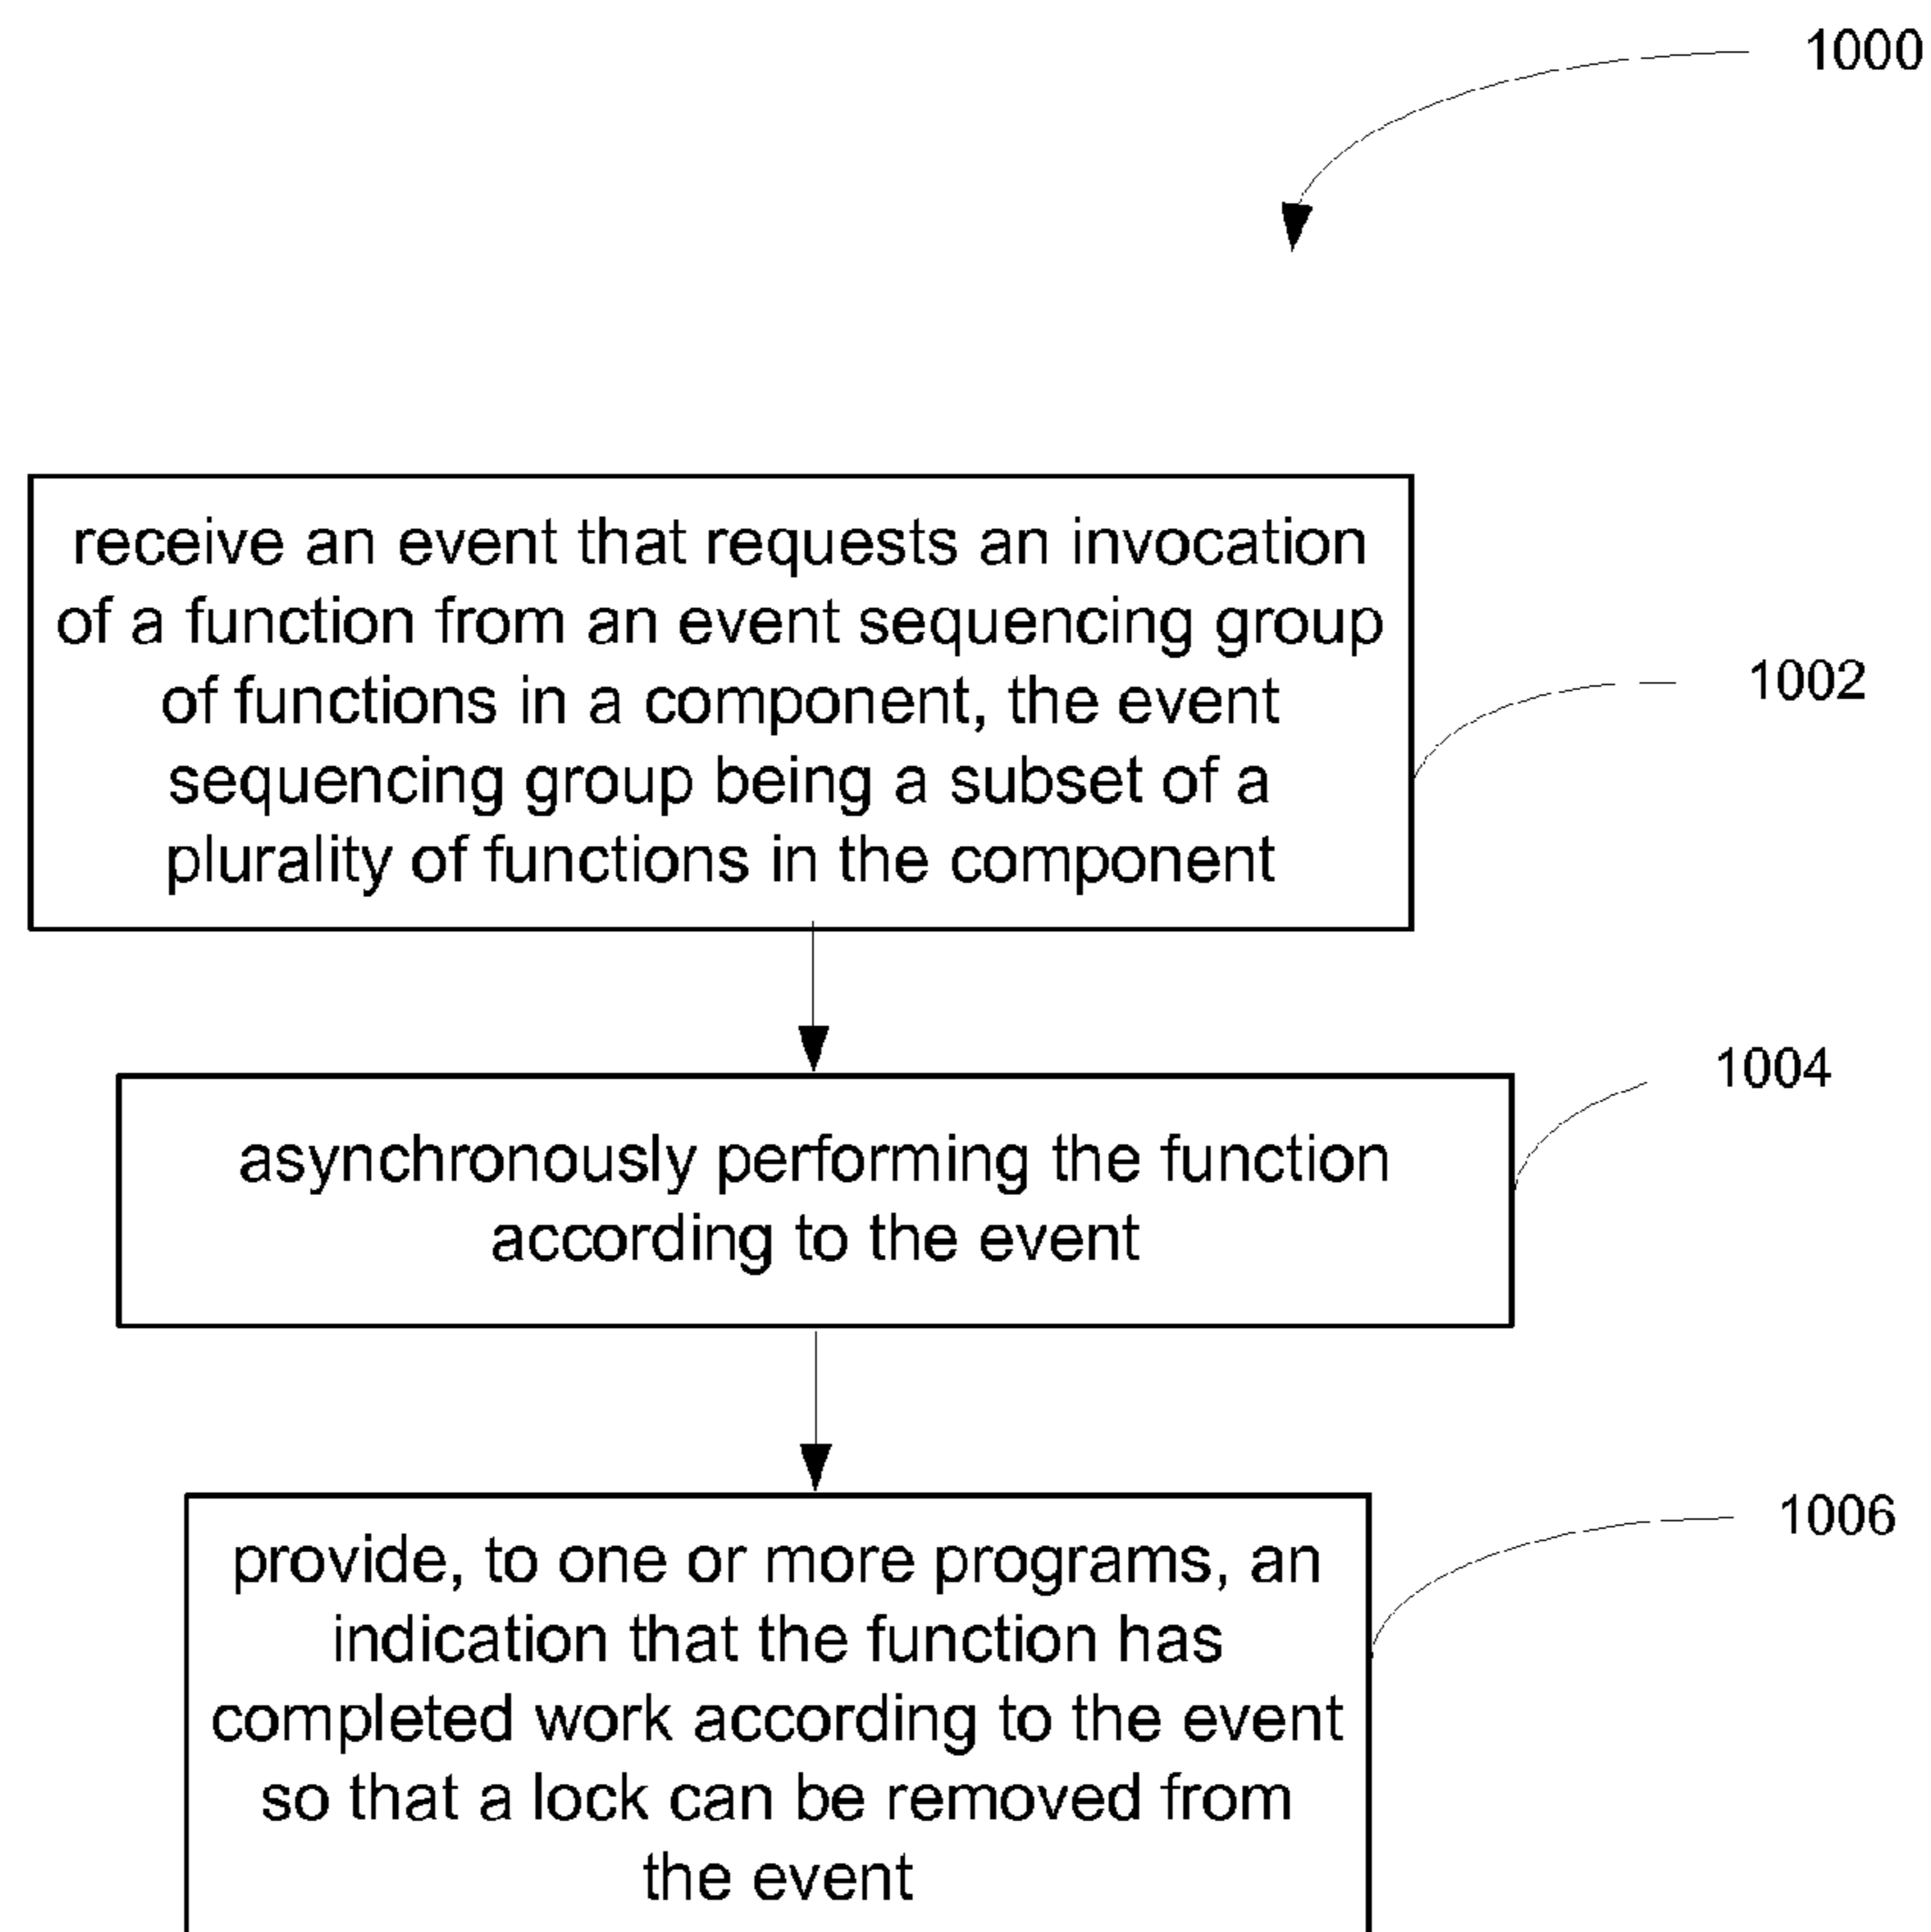 1000
receive an event that requests an invocation
of a function from an event sequencing group
of functions in a component, the event
sequencing group being a subset of a
plurality of functions in the component
1002
1004
asynchronously performing the function
according to the event
1006
provide, to one or more programs, an
indication that the function has
completed work according to the event
so that a lock can be removed from
the event